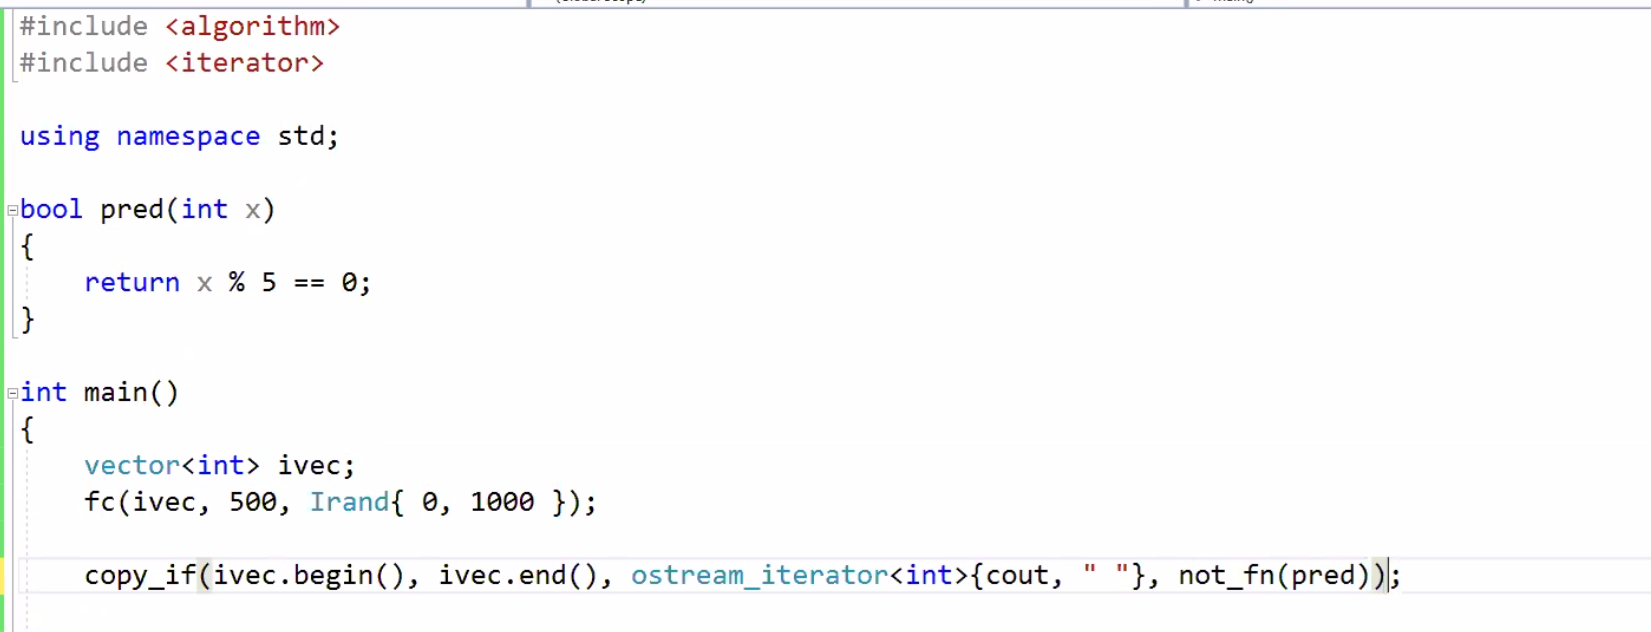 #include <algorithm>
#include <iterator>
using namespace std;
bool pred(int x)
{
return x % 5 == 0;
}
int main()
{
vector<int> ivec;
fc(ivec, 500, Irand{ 0, 1000 });
copy_if(ivec.begin(), ivec.end(), ostream_iterator<int>{cout, " "}, not_fn(pred));